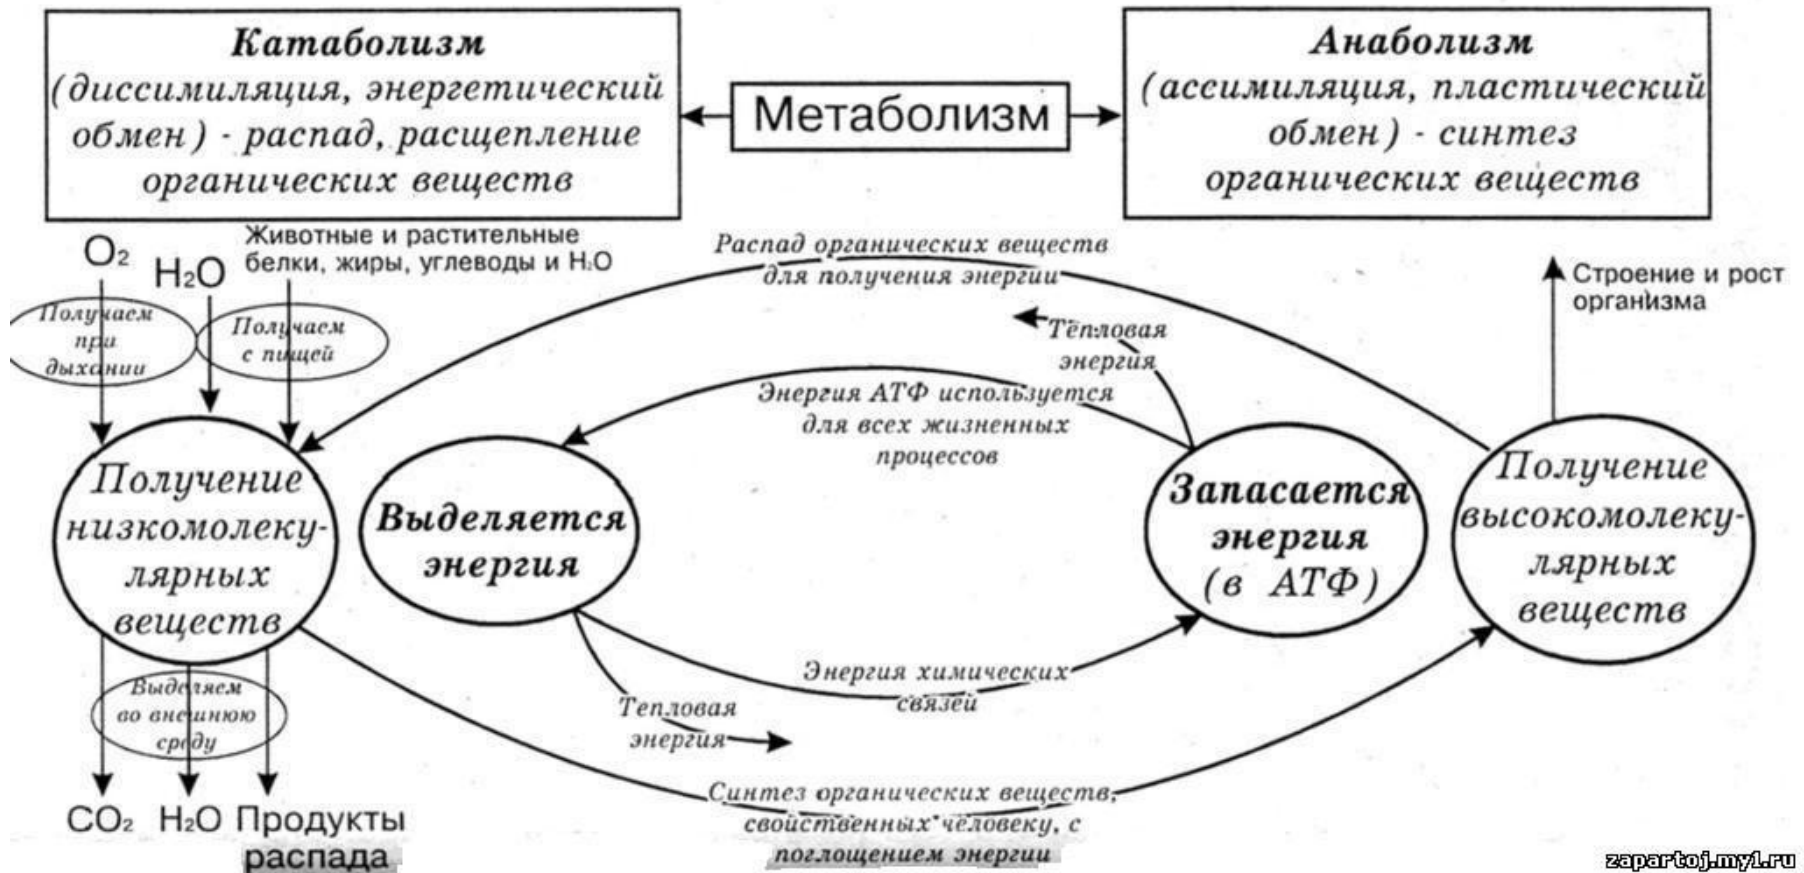 Катаболизм
(диссимиляция, энергетический
обмен) - распад, расщепление
органических веществ
Метаболизм
Анаболизм
(ассимиляция, пластический
обмен) - синтез
органических веществ
O₂
H₂O
Животные и растительные
белки, жиры, углеводы и H₂O
Получаем
при
дыхании
Получаем
с пищей
Распад органических веществ
для получения энергии
Тепловая
энергия
Энергия АТФ используется
для всех жизненных
процессов
Строение и рост
организма
Получение
низкомолеку-
лярных
веществ
Выделяется
энергия
Запасается
энергия
(в АТФ)
Получение
высокомолеку-
лярных
веществ
Энергия химических
связей
Тепловая
энергия
Выделяем
во внешнюю
среду
Синтез органических веществ,
свойственных человеку, с
поглощением энергии
CO₂
H₂O
Продукты
распада
zapartoj.my1.ru